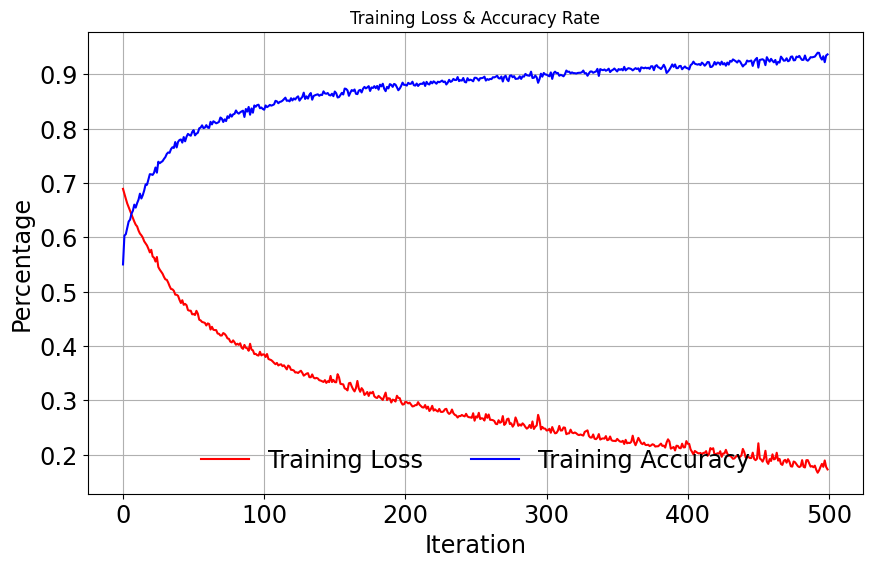 Training Loss & Accuracy Rate
0.9
0.8
0.7
0.6
0.5
0.4
0.3
0.2
Percentage
Training Loss
Training Accuracy
0 100 200 300 400 500
Iteration